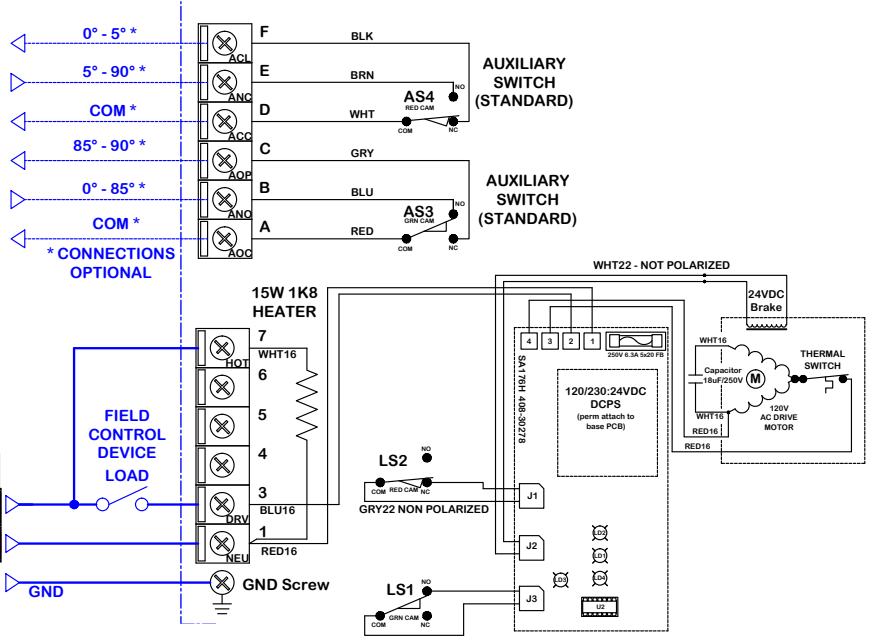 0° - 5° *
5° - 90° *
COM *
85° - 90° *
0° - 85° *
COM *
* CONNECTIONS
OPTIONAL
F
ACL
E
ANC
D
ACC
C
AOP
B
ANO
A
AOC
BLK
BRN
WHT
GRY
BLU
RED
AS4
RED CAM
NO
COM
NC
AUXILIARY
SWITCH
(STANDARD)
AS3
GRN CAM
NO
COM
NC
AUXILIARY
SWITCH
(STANDARD)
15W 1K8
HEATER
7
HOT
WHT16
6
5
4
3
DRV
BLU16
1
NEU
RED16
FIELD
CONTROL
DEVICE
LOAD
GND
GND Screw
WHT22 - NOT POLARIZED
24VDC
Brake
4
3
2
1
250V 6.3A 5x20 FB
SA176H 408-30278
120/230:24VDC
DCPS
(perm attach to
base PCB)
WHT16
Capacitor
18uF/250V
M
THERMAL
SWITCH
WHT16
120V
AC DRIVE
MOTOR
RED16
RED16
LS2
NO
COM
RED CAM
NC
GRY22 NON POLARIZED
J1
J2
J3
LD2
LD1
LD3
LD4
U2
LS1
NO
COM
GRN CAM
NC